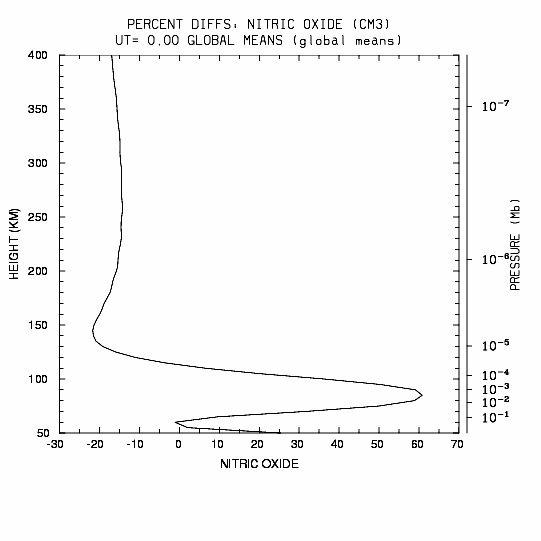 PERCENT DIFFS: NITRIC OXIDE (CM3)
UT= 0.00 GLOBAL MEANS (global means)
400
350
300
250
200
150
100
50
HEIGHT (KM)
-30 -20 -10 0 10 20 30 40 50 60 70
NITRIC OXIDE
10-7
10-6
10-5
10-4
10-3
10-2
10-1
PRESSURE (Mb)